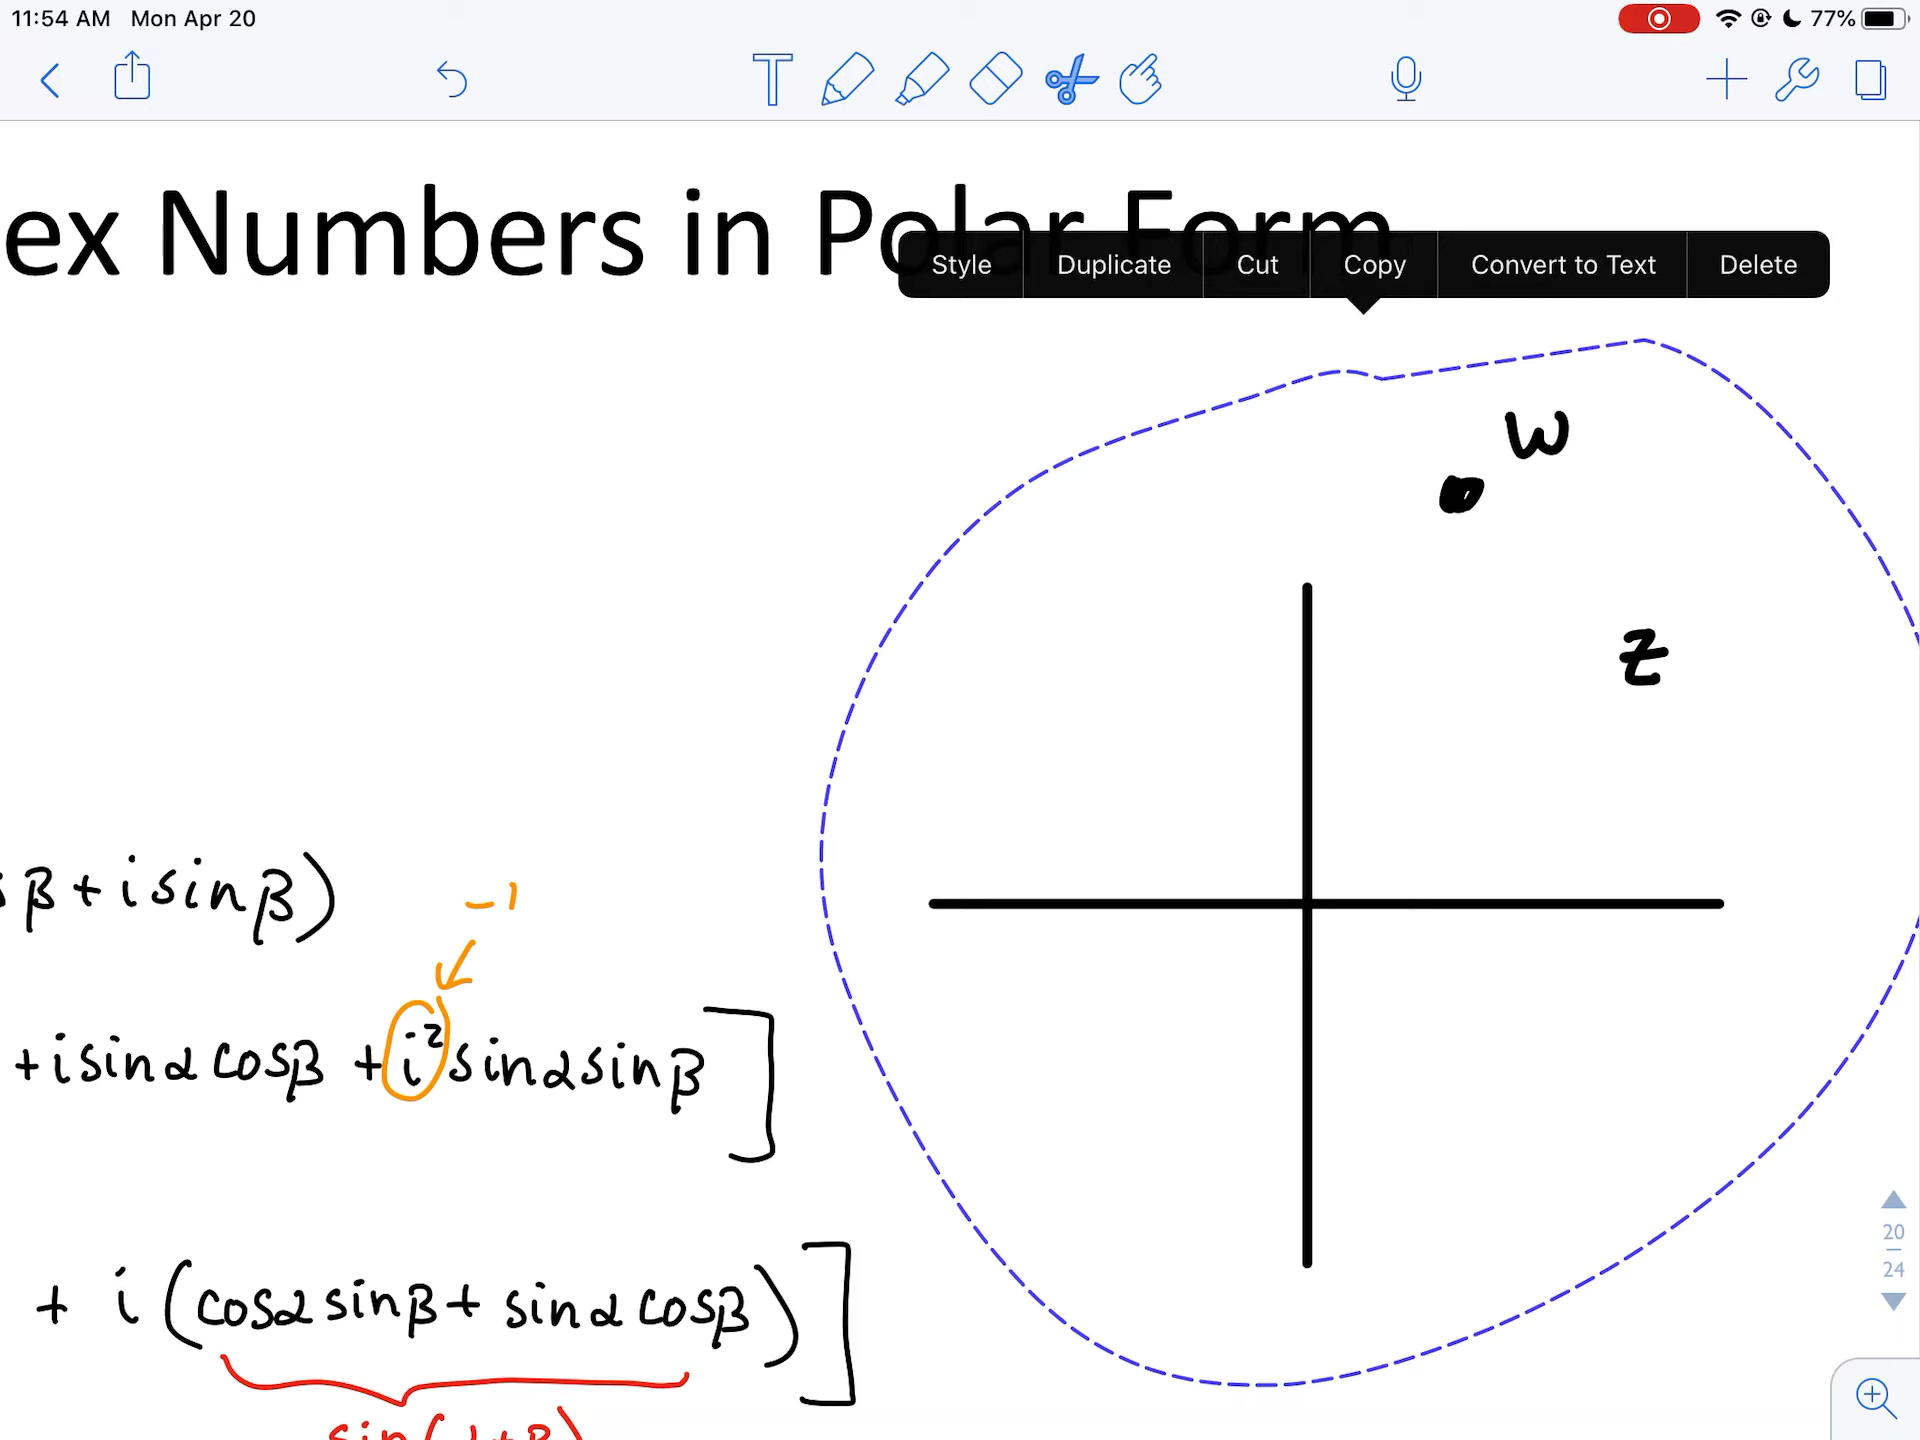 11:54 AM Mon Apr 20
77%
ex Numbers in Polar Form
Style Duplicate Cut Copy Convert to Text Delete
w
z
β + i sin β)
-1
+ i sin α cos β + i² sin α sin β ]
+ i (cos α sin β + sin α cos β) ]
20
24